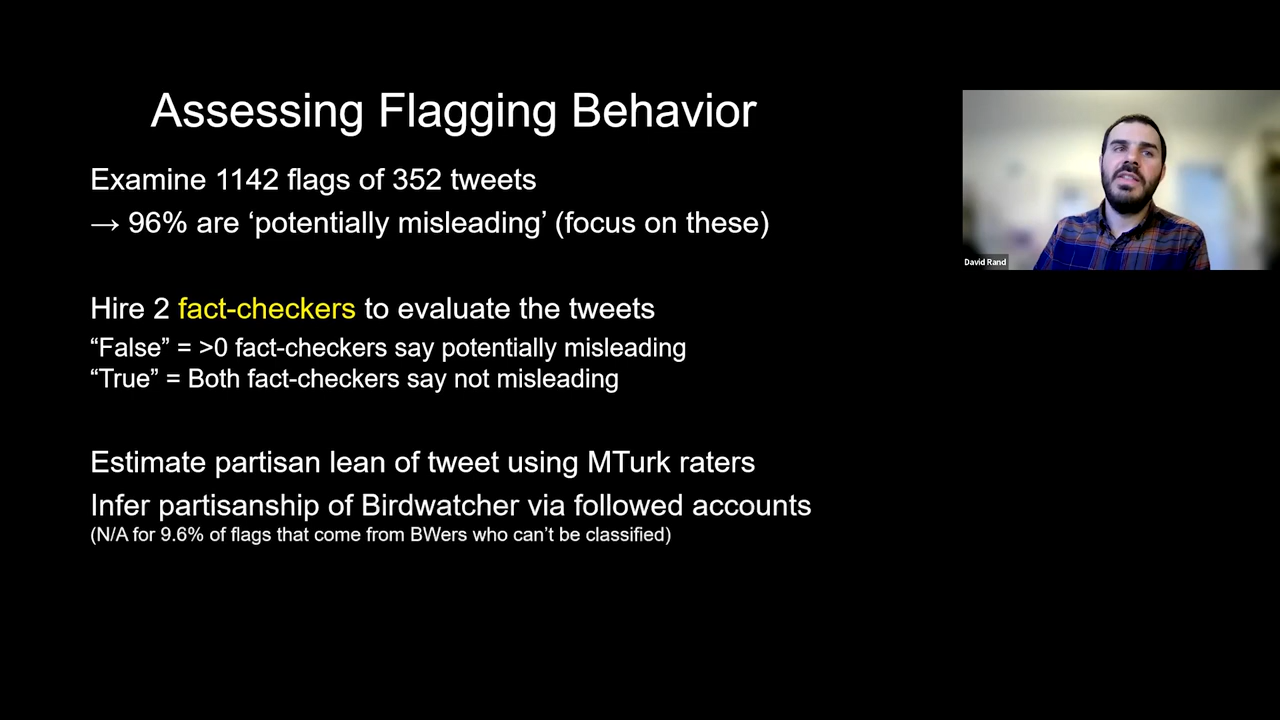 Assessing Flagging Behavior
Examine 1142 flags of 352 tweets
→ 96% are ‘potentially misleading’ (focus on these)
Hire 2 fact-checkers to evaluate the tweets
“False” = >0 fact-checkers say potentially misleading
“True” = Both fact-checkers say not misleading
Estimate partisan lean of tweet using MTurk raters
Infer partisanship of Birdwatcher via followed accounts
(N/A for 9.6% of flags that come from BWers who can’t be classified)
David Rand